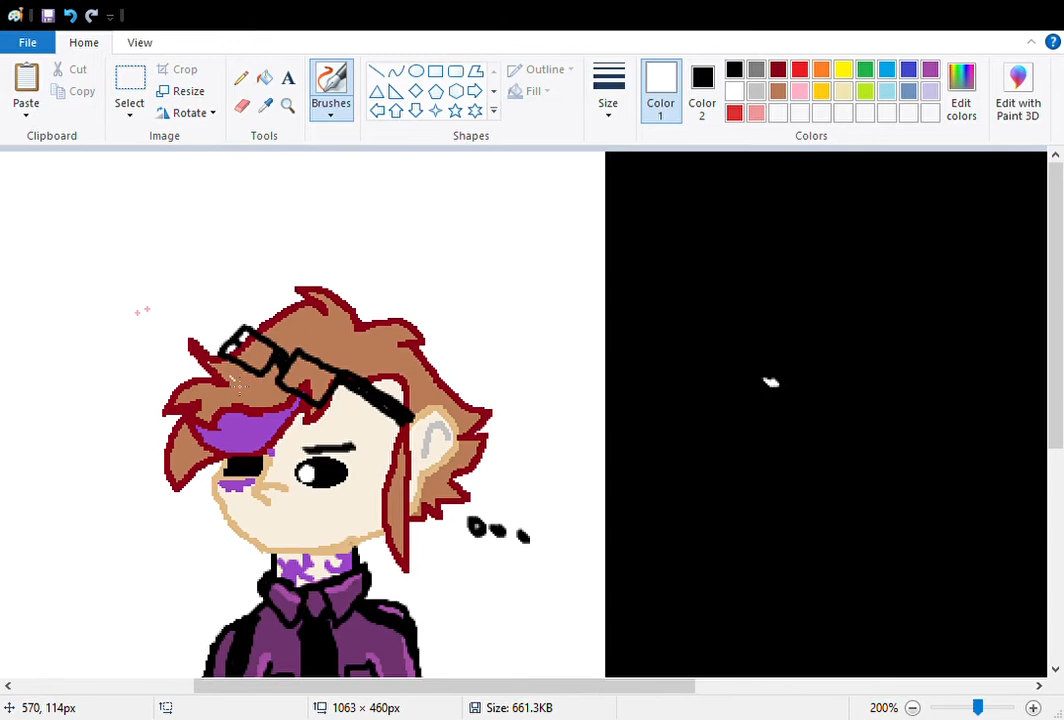 File Home View
Paste Cut Copy Select Crop Resize Rotate A Brushes Outline Fill Size Color 1 Color 2 Edit colors Edit with Paint 3D
Clipboard Image Tools Shapes Colors
570, 114px 1063 × 460px Size: 661.3KB 200%